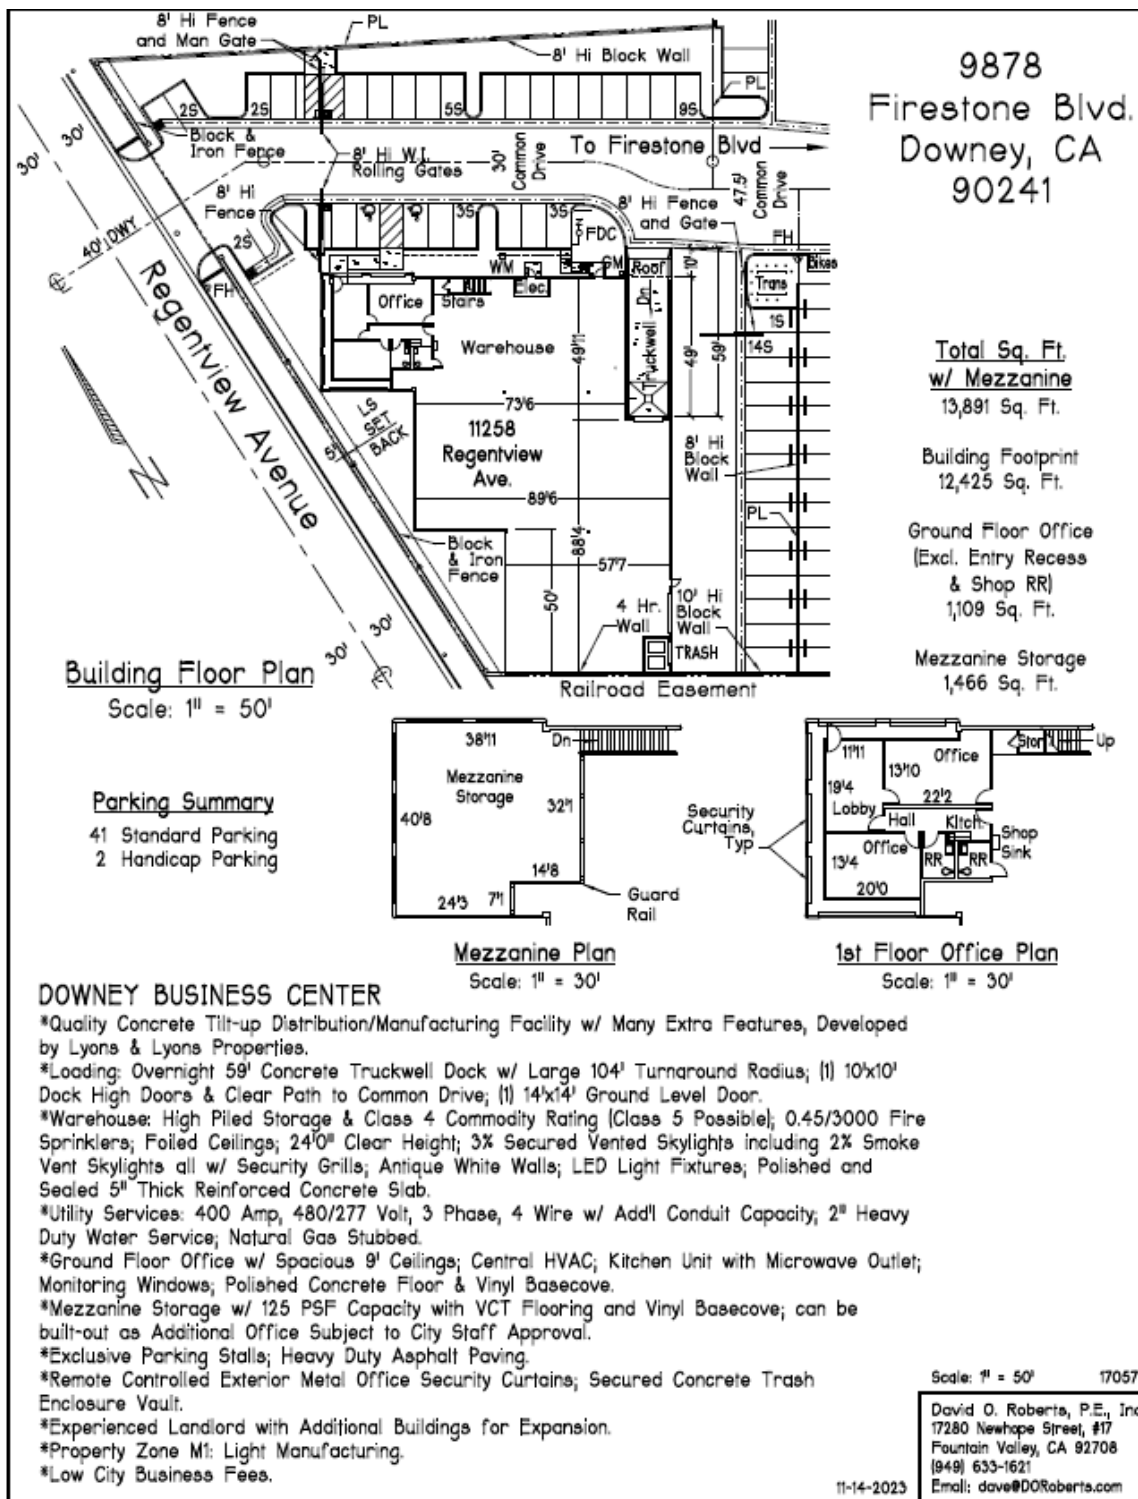 8' Hi Fence
and Man Gate
PL
8' Hi Block Wall
PL
2S
2S
5S
9S
Block &
Iron Fence
30'
30'
8' Hi W.I.
Rolling Gates
30'
Common
Drive
To Firestone Blvd
47.5'
Common
Drive
8' Hi
Fence
8' Hi Fence
and Gate
40' DWY
2S
3S
3S
FDC
FH
FH
WM
GM
Elec.
Roof
10'
Bikes
Trans
Office
Stairs
Dn
Truckwell
1S
14S
Warehouse
49'11
49'
59'
Regentview Avenue
N
73'6
LS
SET
BACK
5'
11258
Regentview
Ave.
8' Hi
Block
Wall
89'6
PL
Block
& Iron
Fence
88'4
57'7
50'
4 Hr.
Wall
10' Hi
Block
Wall
TRASH
30'
30'
Railroad Easement
Building Floor Plan
Scale: 1" = 50'
9878
Firestone Blvd.
Downey, CA
90241
Total Sq. Ft.
w/ Mezzanine
13,891 Sq. Ft.
Building Footprint
12,425 Sq. Ft.
Ground Floor Office
(Excl. Entry Recess
& Shop RR)
1,109 Sq. Ft.
Mezzanine Storage
1,466 Sq. Ft.
Parking Summary
41 Standard Parking
2 Handicap Parking
38'11
Dn
Mezzanine
Storage
40'8
32'1
14'8
24'3
7'1
Guard
Rail
Mezzanine Plan
Scale: 1" = 30'
Security
Curtains,
Typ
11'11
13'10
Office
Stor
Up
19'4
22'2
Lobby
Hall
Kitch.
Shop
Sink
13'4
Office
RR
RR
20'0
1st Floor Office Plan
Scale: 1" = 30'
DOWNEY BUSINESS CENTER
*Quality Concrete Tilt-up Distribution/Manufacturing Facility w/ Many Extra Features, Developed
by Lyons & Lyons Properties.
*Loading: Overnight 59' Concrete Truckwell Dock w/ Large 104' Turnaround Radius; (1) 10'x10'
Dock High Doors & Clear Path to Common Drive; (1) 14'x14' Ground Level Door.
*Warehouse: High Piled Storage & Class 4 Commodity Rating (Class 5 Possible); 0.45/3000 Fire
Sprinklers; Foiled Ceilings; 24'0" Clear Height; 3% Secured Vented Skylights including 2% Smoke
Vent Skylights all w/ Security Grills; Antique White Walls; LED Light Fixtures; Polished and
Sealed 5" Thick Reinforced Concrete Slab.
*Utility Services: 400 Amp, 480/277 Volt, 3 Phase, 4 Wire w/ Add'l Conduit Capacity; 2" Heavy
Duty Water Service; Natural Gas Stubbed.
*Ground Floor Office w/ Spacious 9' Ceilings; Central HVAC; Kitchen Unit with Microwave Outlet;
Monitoring Windows; Polished Concrete Floor & Vinyl Basecove.
*Mezzanine Storage w/ 125 PSF Capacity with VCT Flooring and Vinyl Basecove; can be
built-out as Additional Office Subject to City Staff Approval.
*Exclusive Parking Stalls; Heavy Duty Asphalt Paving.
*Remote Controlled Exterior Metal Office Security Curtains; Secured Concrete Trash
Enclosure Vault.
*Experienced Landlord with Additional Buildings for Expansion.
*Property Zone M1: Light Manufacturing.
*Low City Business Fees.
11-14-2023
Scale: 1" = 50' 17057
David O. Roberts, P.E., Inc
17280 Newhope Street, #17
Fountain Valley, CA 92708
(949) 633-1621
Email: dave@DORoberts.com